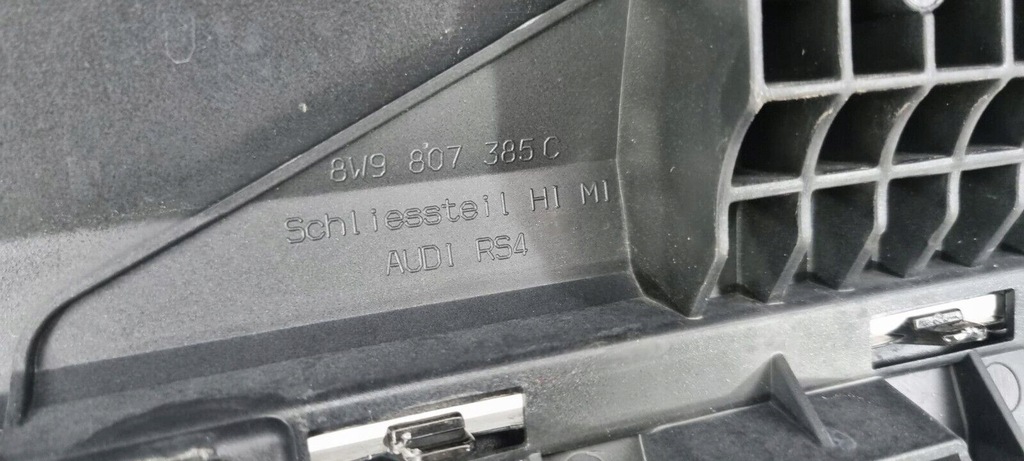 8W9 807 385 C
Schliessteil HI MI
AUDI RS4